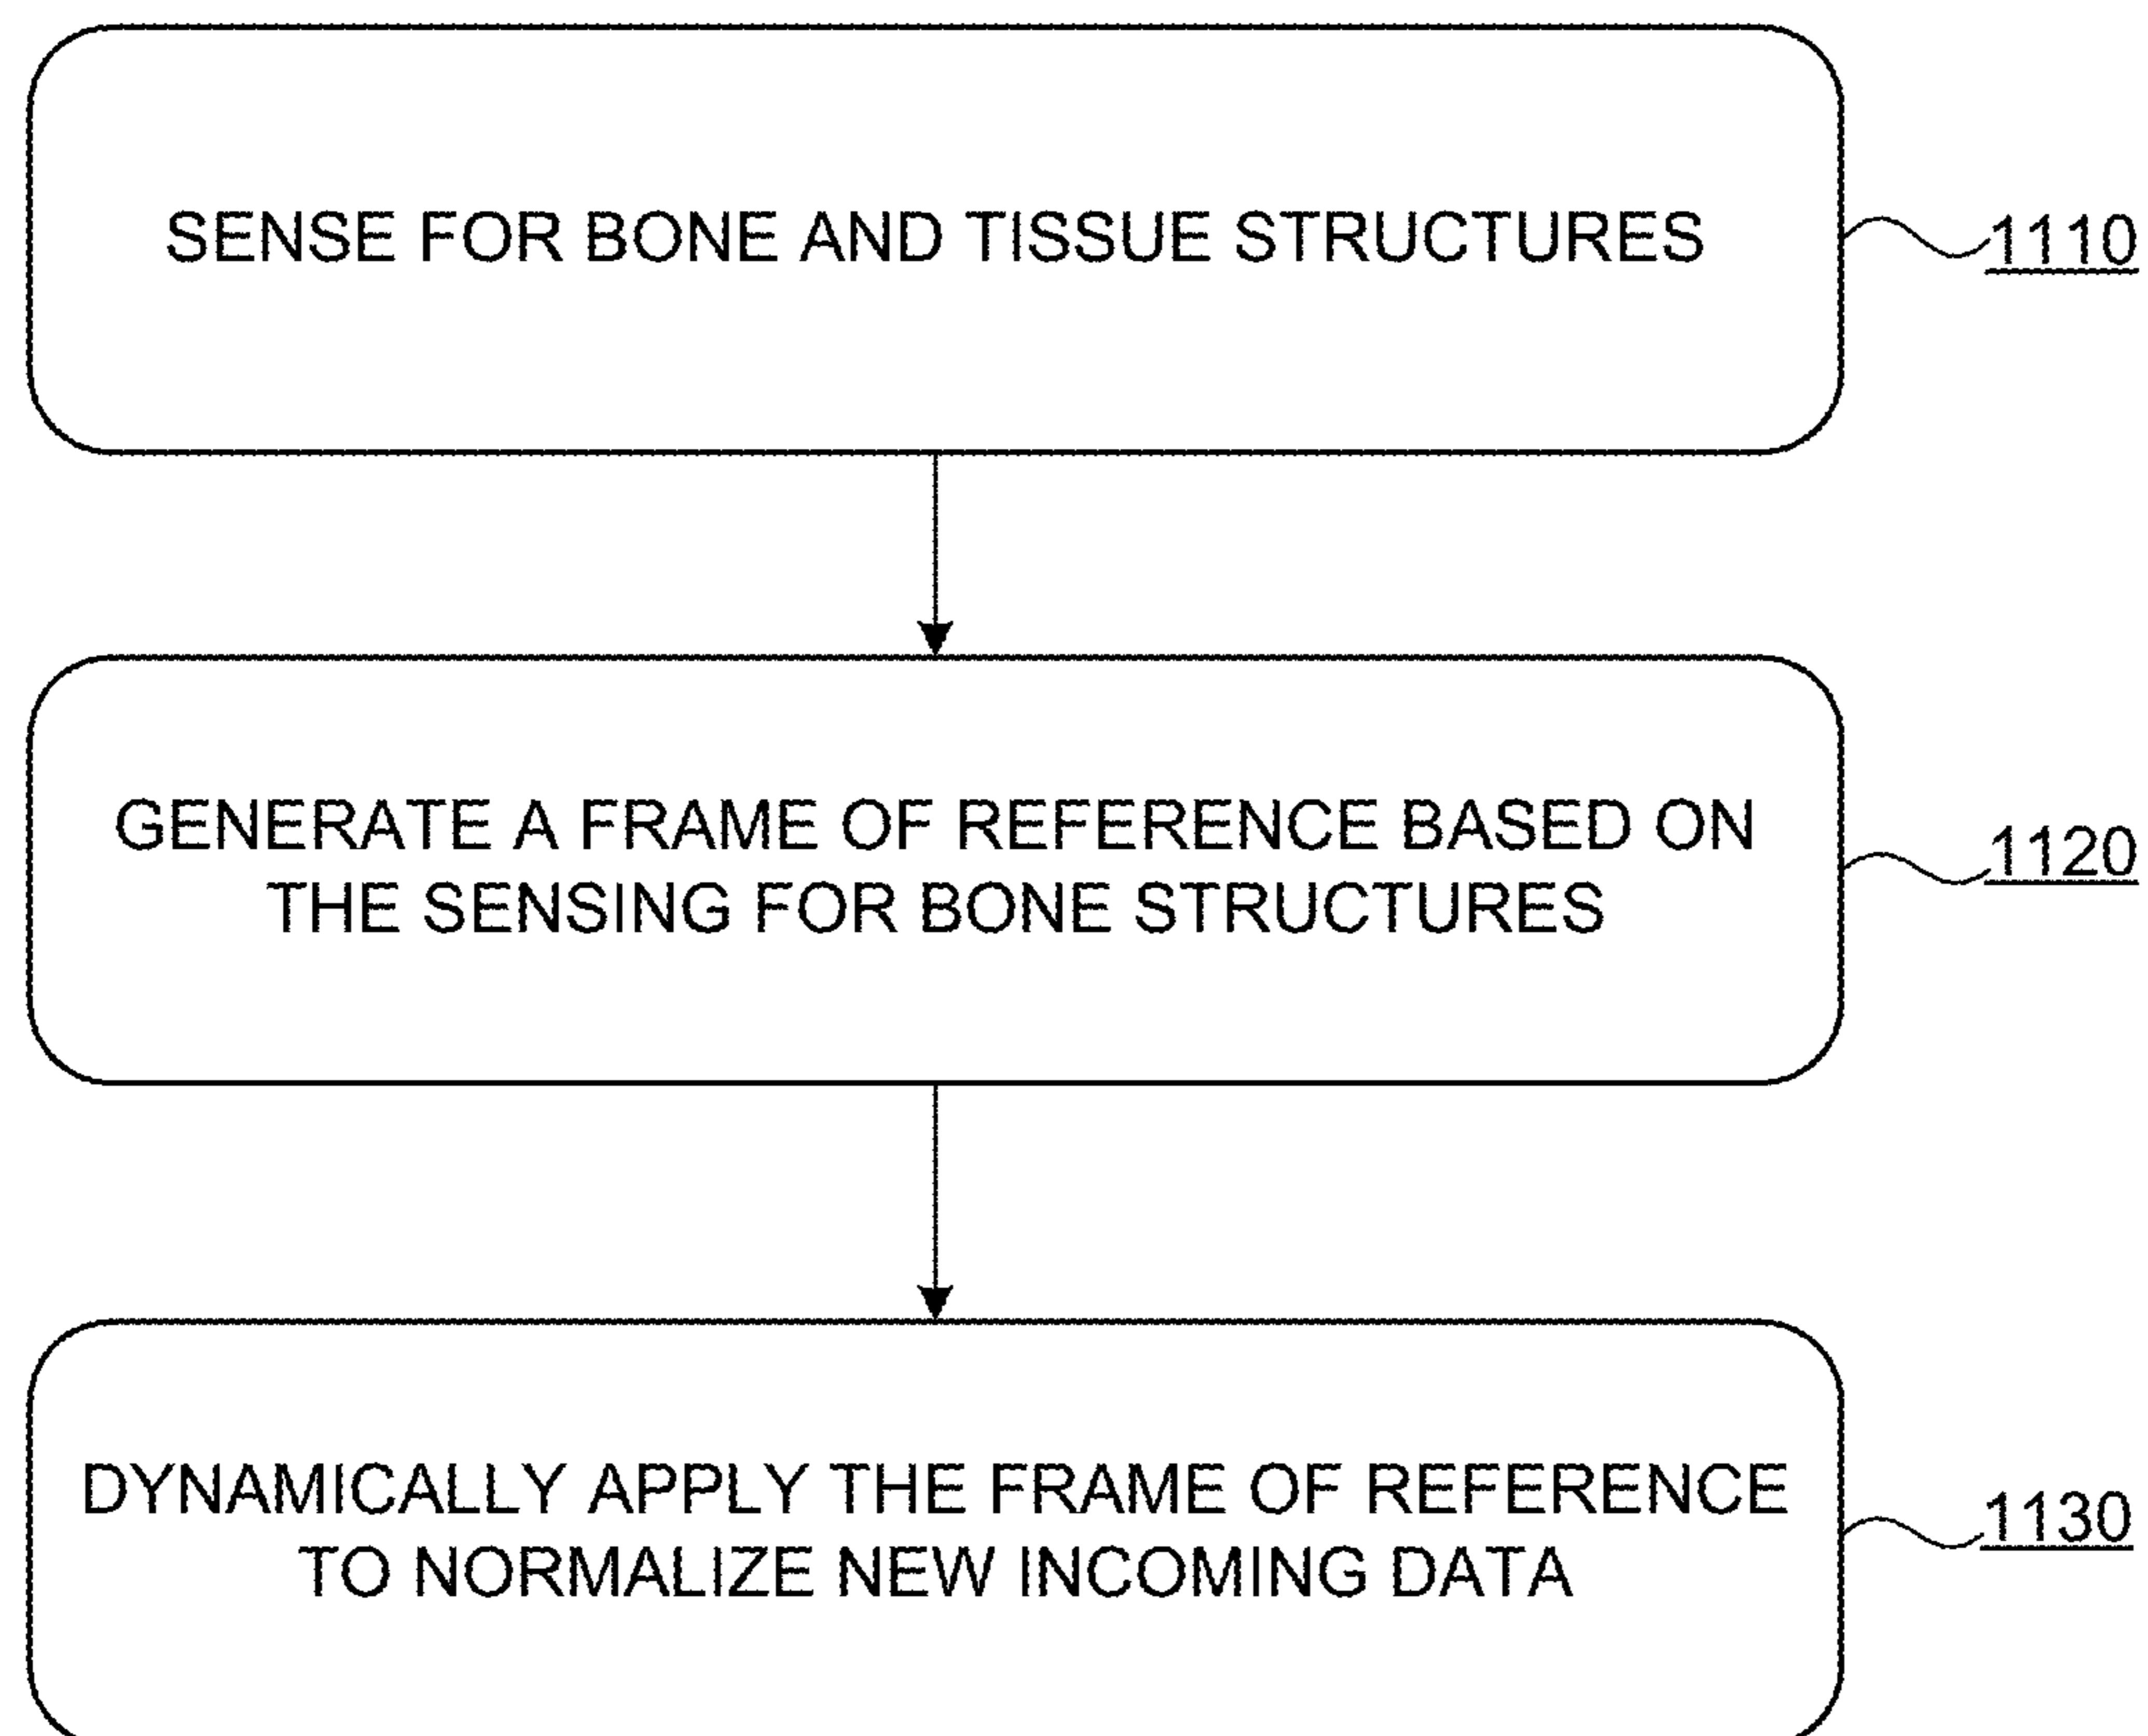 SENSE FOR BONE AND TISSUE STRUCTURES
1110
GENERATE A FRAME OF REFERENCE BASED ON
THE SENSING FOR BONE STRUCTURES
1120
DYNAMICALLY APPLY THE FRAME OF REFERENCE
TO NORMALIZE NEW INCOMING DATA
1130